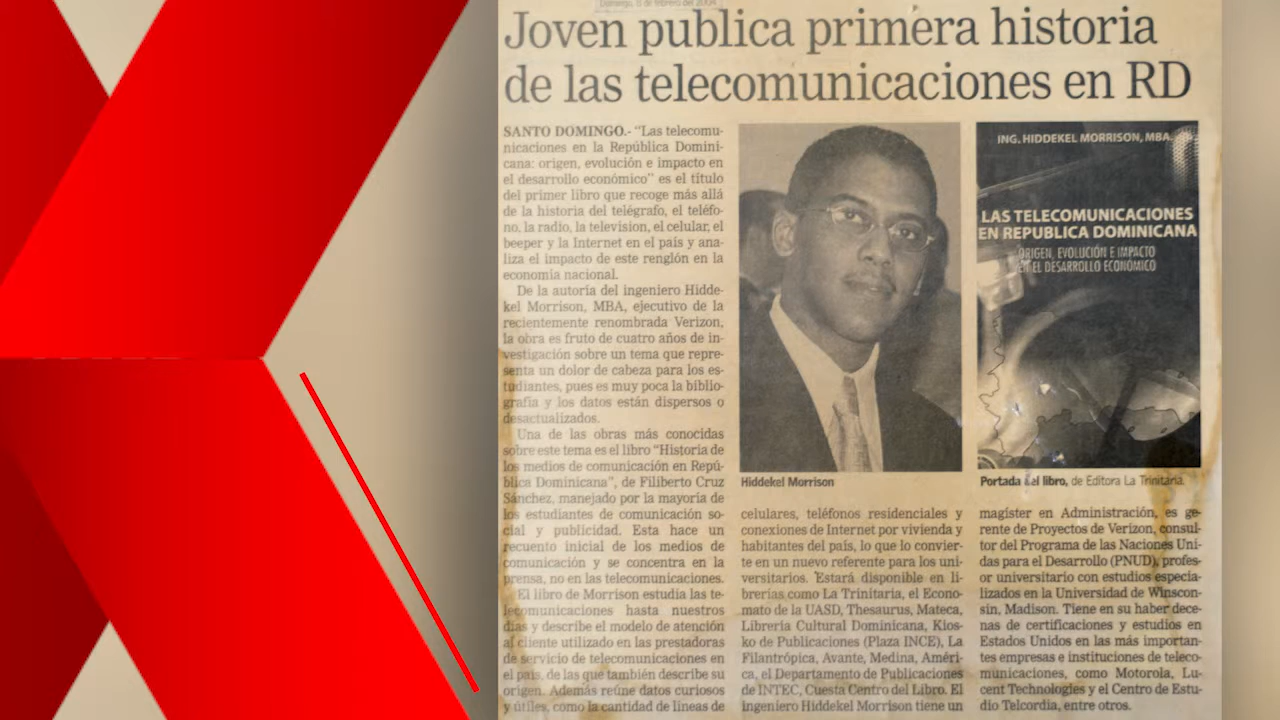 Domingo, 8 de febrero del 2004
Joven publica primera historia
de las telecomunicaciones en RD
SANTO DOMINGO.- "Las telecomu-
nicaciones en la República Domini-
cana: origen, evolución e impacto en
el desarrollo económico" es el título
del primer libro que recoge más allá
de la historia del telégrafo, el teléfo-
no, la radio, la television, el celular, el
beeper y la Internet en el país y ana-
liza el impacto de este renglón en la
economía nacional.
De la autoría del ingeniero Hidde-
kel Morrison, MBA, ejecutivo de la
recientemente renombrada Verizon,
la obra es fruto de cuatro años de in-
vestigación sobre un tema que repre-
senta un dolor de cabeza para los es-
tudiantes, pues es muy poca la biblio-
grafía y los datos están dispersos o
desactualizados.
Una de las obras más conocidas
sobre este tema es el libro "Historia de
los medios de comunicación en Repú-
blica Dominicana", de Filiberto Cruz
Sánchez, manejado por la mayoría de
los estudiantes de comunicación so-
cial y publicidad. Esta hace un
recuento inicial de los medios de
comunicación y se concentra en la
prensa, no en las telecomunicaciones.
El libro de Morrison estudia las te-
lecomunicaciones hasta nuestros
días y describe el modelo de atención
al cliente utilizado en las prestadoras
de servicio de telecomunicaciones en
el país, de las que también describe su
origen. Además reúne datos curiosos
y útiles, como la cantidad de líneas de
ING. HIDDEKEL MORRISON, MBA.
LAS TELECOMUNICACIONES
EN REPUBLICA DOMINICANA
ORIGEN, EVOLUCIÓN E IMPACTO
EN EL DESARROLLO ECONÓMICO
Hiddekel Morrison
Portada del libro, de Editora La Trinitaria.
celulares, teléfonos residenciales y
conexiones de Internet por vivienda y
habitantes del país, lo que lo convier-
te en un nuevo referente para los uni-
versitarios. Estará disponible en li-
brerías como La Trinitaria, el Econo-
mato de la UASD, Thesaurus, Mateca,
Librería Cultural Dominicana, Kios-
ko de Publicaciones (Plaza INCE), La
Filantrópica, Avante, Medina, Améri-
ca, el Departamento de Publicaciones
de INTEC, Cuesta Centro del Libro. El
ingeniero Hiddekel Morrison tiene un
magíster en Administración, es ge-
rente de Proyectos de Verizon, consul-
tor del Programa de las Naciones Uni-
das para el Desarrollo (PNUD), profes-
or universitario con estudios especia-
lizados en la Universidad de Winscon-
sin, Madison. Tiene en su haber dece-
nas de certificaciones y estudios en
Estados Unidos en las más importan-
tes empresas e instituciones de teleco-
municaciones, como Motorola, Lu-
cent Technologies y el Centro de Estu-
dio Telcordia, entre otros.